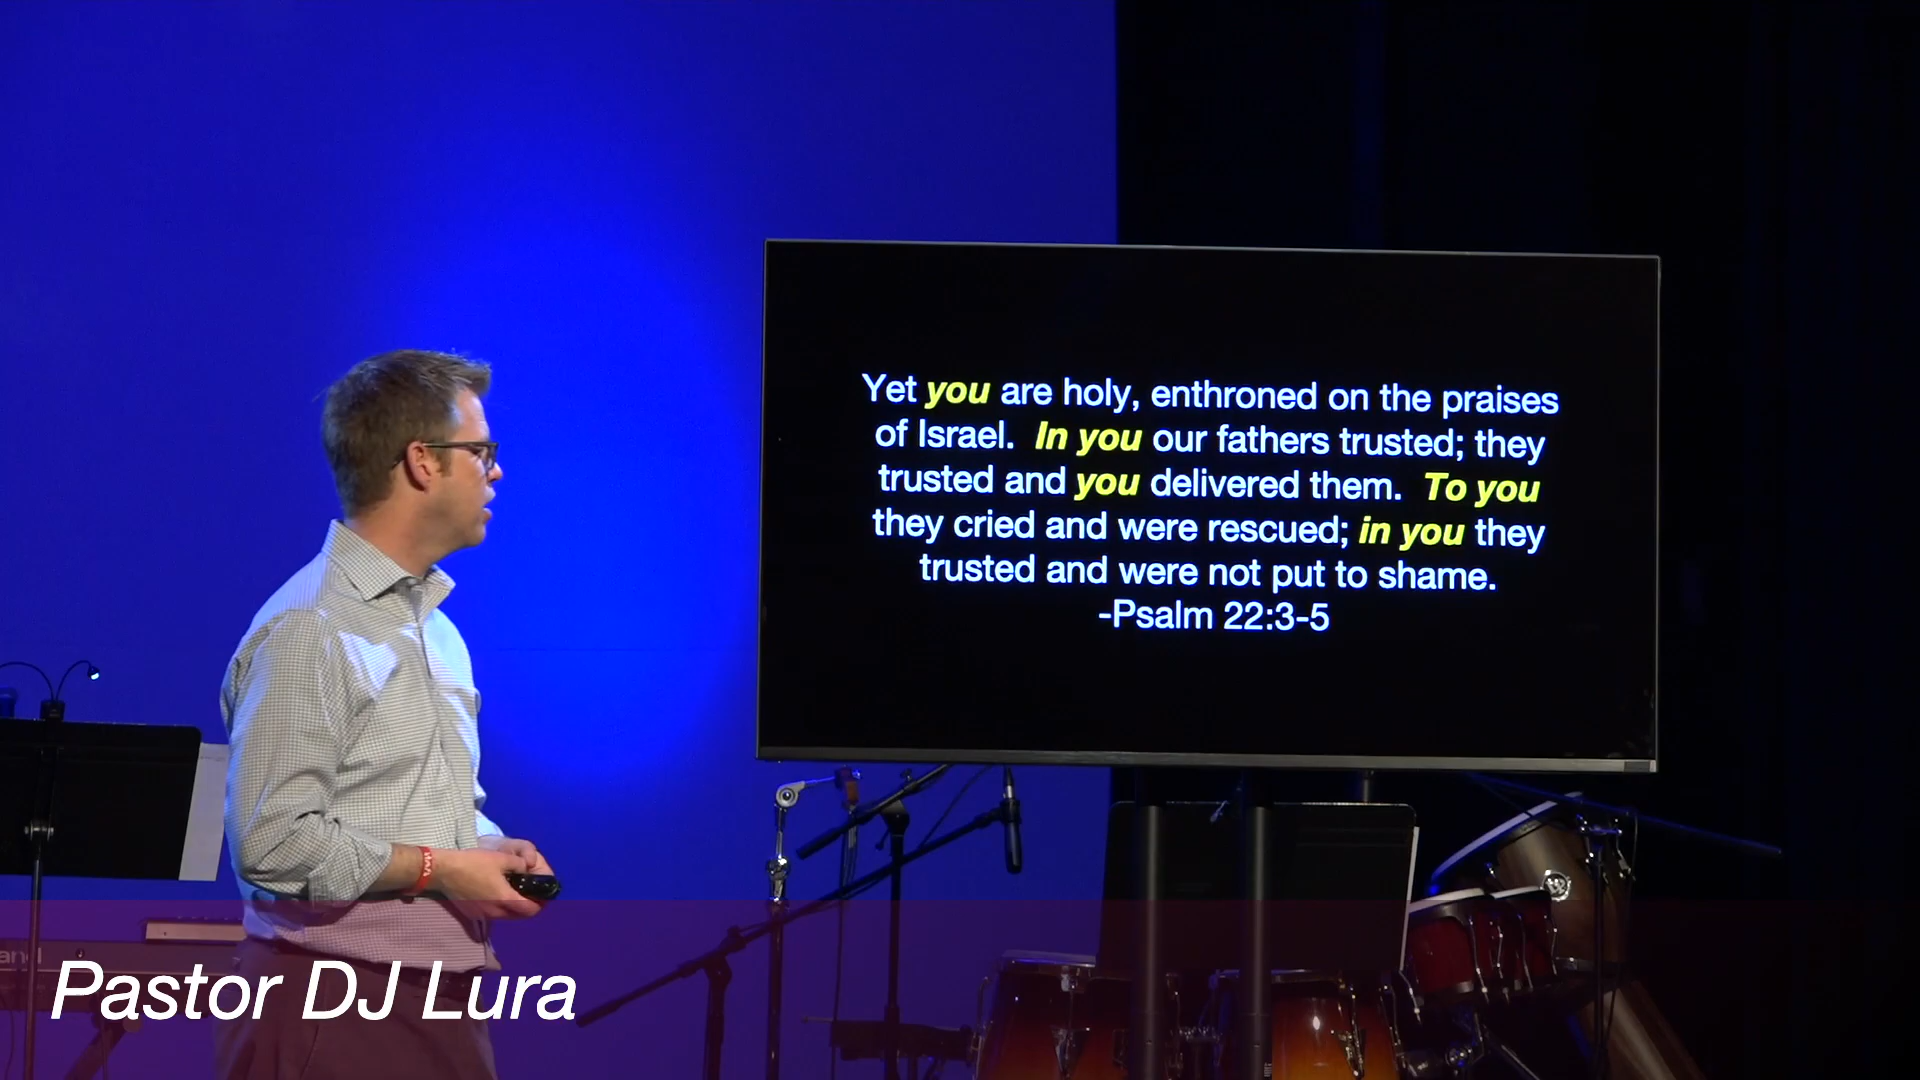 Yet you are holy, enthroned on the praises
of Israel. In you our fathers trusted; they
trusted and you delivered them. To you
they cried and were rescued; in you they
trusted and were not put to shame.
-Psalm 22:3-5
Pastor DJ Lura